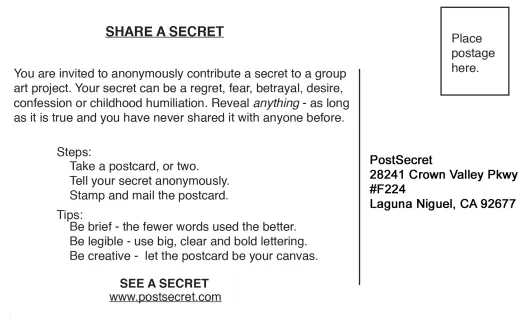 SHARE A SECRET
You are invited to anonymously contribute a secret to a group
art project. Your secret can be a regret, fear, betrayal, desire,
confession or childhood humiliation. Reveal anything - as long
as it is true and you have never shared it with anyone before.
Steps:
Take a postcard, or two.
Tell your secret anonymously.
Stamp and mail the postcard.
Tips:
Be brief - the fewer words used the better.
Be legible - use big, clear and bold lettering.
Be creative - let the postcard be your canvas.
SEE A SECRET
www.postsecret.com
Place
postage
here.
PostSecret
28241 Crown Valley Pkwy
#F224
Laguna Niguel, CA 92677